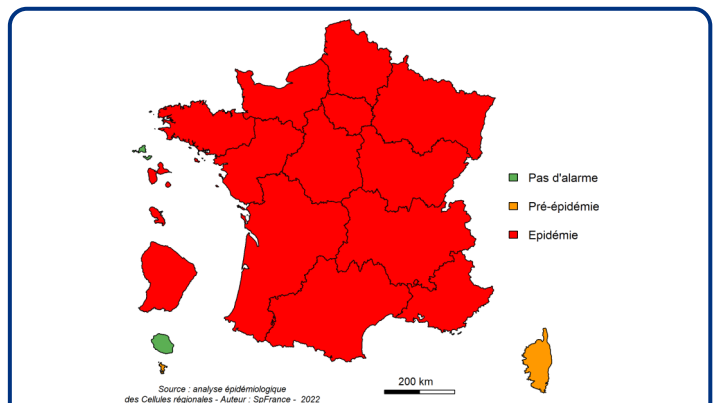 Pas d'alarme
Pré-épidémie
Epidémie
200 km
Source : analyse épidémiologique
des Cellules régionales - Auteur : SpFrance - 2022